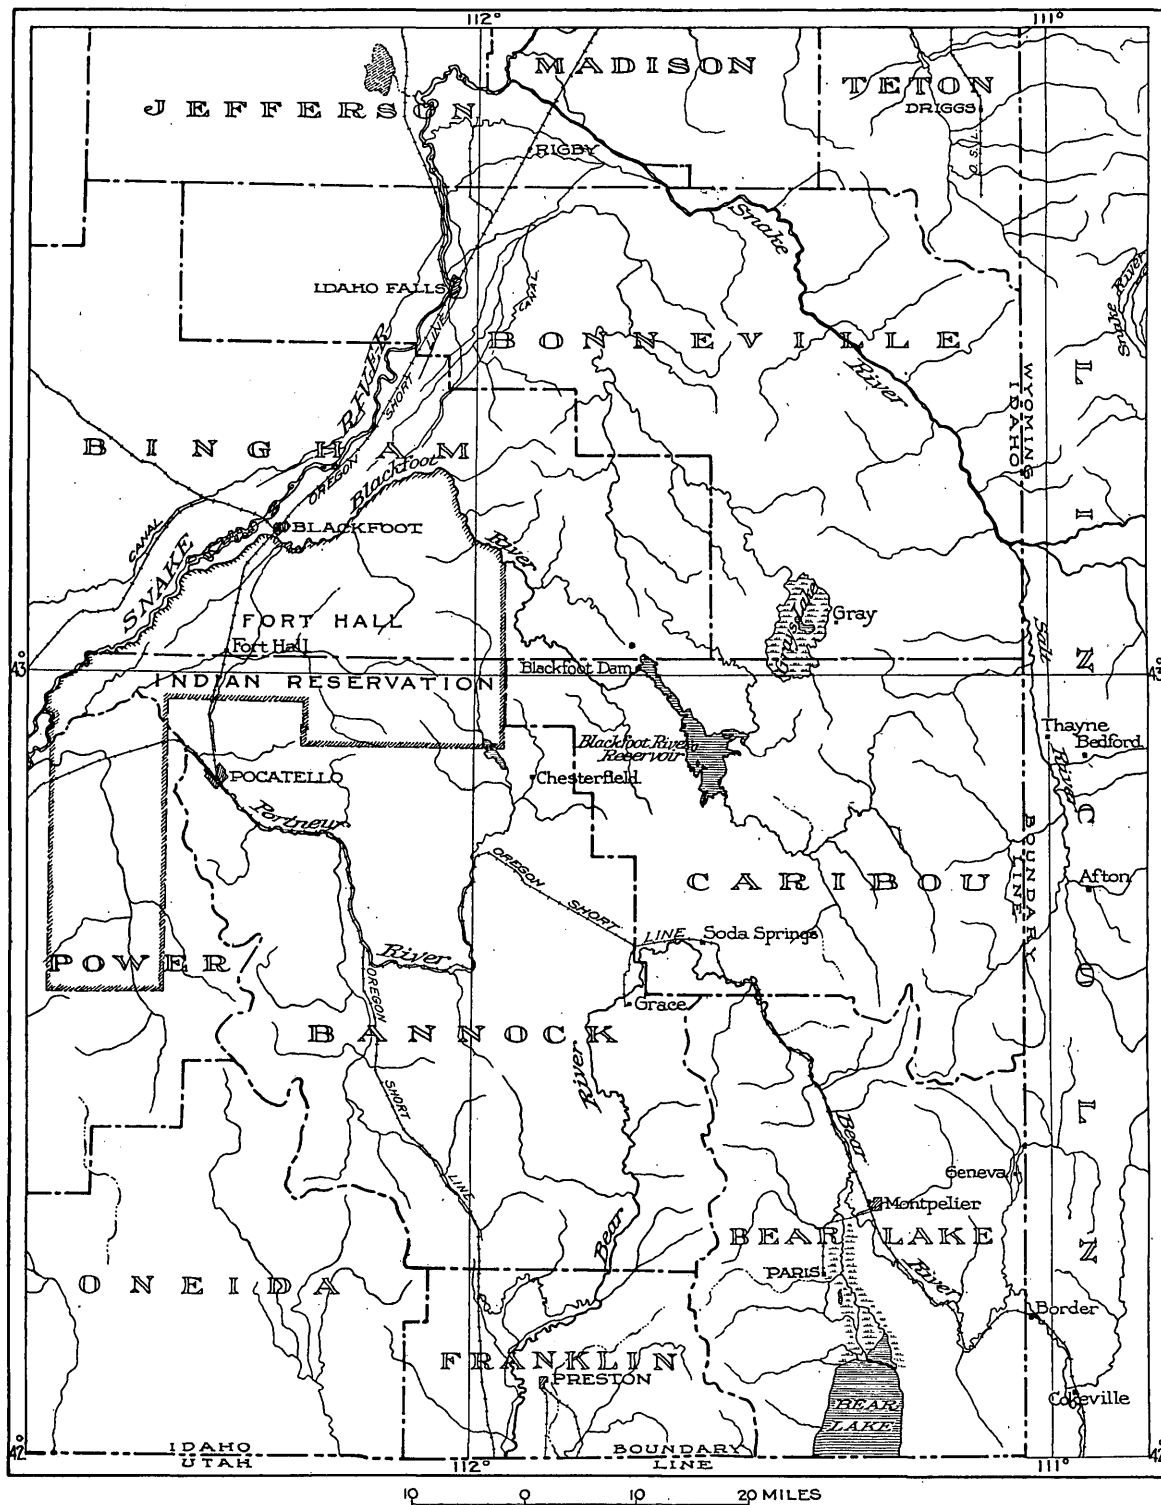 112°
111°
MADISON
TETON
DRIGGS
JEFFERSON
RIGBY
O. S. L.
Snake
River
Snake River
IDAHO FALLS
CANAL
BONNEVILLE
OREGON SHORT LINE
WYOMING
IDAHO
BINGHAM
SNAKE RIVER
CANAL
Blackfoot
River
BLACKFOOT
FORT HALL
Fort Hall
INDIAN RESERVATION
Gray
Salt
River
43°
43°
Blackfoot Dam
Blackfoot River
Reservoir
Chesterfield
Thayne
Bedford
POCATELLO
Portneuf
River
OREGON SHORT LINE
BOUNDARY
LINE
BOUNDARY
CARIBOU
Afton
Soda Springs
POWER
Grace
OREGON
SHORT
LINE
BANNOCK
River
Bear
Bear
River
Geneva
Montpelier
BEAR LAKE
PARIS
LINCOLN
ONEIDA
Border
FRANKLIN
PRESTON
BEAR
LAKE
Cokeville
IDAHO
UTAH
BOUNDARY
LINE
42°
42°
112°
111°
10 0 10 20 MILES